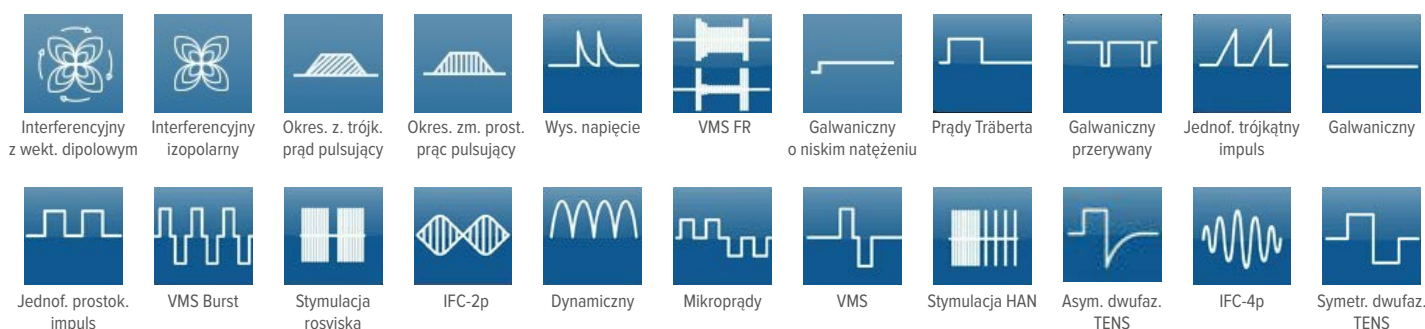 Interferencyjny
z wekt. dipolowym
Interferencyjny
izopolarny
Okres. z. trójk.
prąd pulsujący
Okres. zm. prost.
prąc pulsujący
Wys. napięcie
VMS FR
Galwaniczny
o niskim natężeniu
Prądy Träberta
Galwaniczny
przerywany
Jednof. trójkątny
impuls
Galwaniczny
Jednof. prostok.
impuls
VMS Burst
Stymulacja
rosyjska
IFC-2p
Dynamiczny
Mikroprądy
VMS
Stymulacja HAN
Asym. dwufaz.
TENS
IFC-4p
Symetr. dwufaz.
TENS